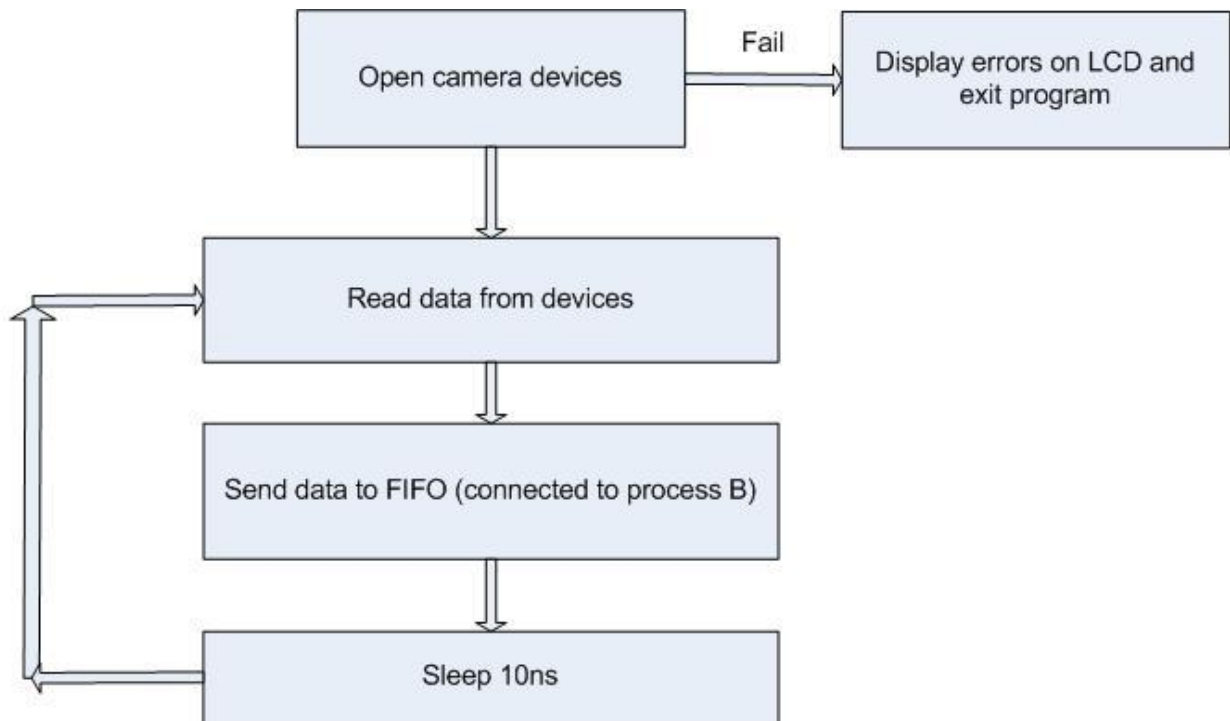 Open camera devices
Fail
Display errors on LCD and
exit program
Read data from devices
Send data to FIFO (connected to process B)
Sleep 10ns